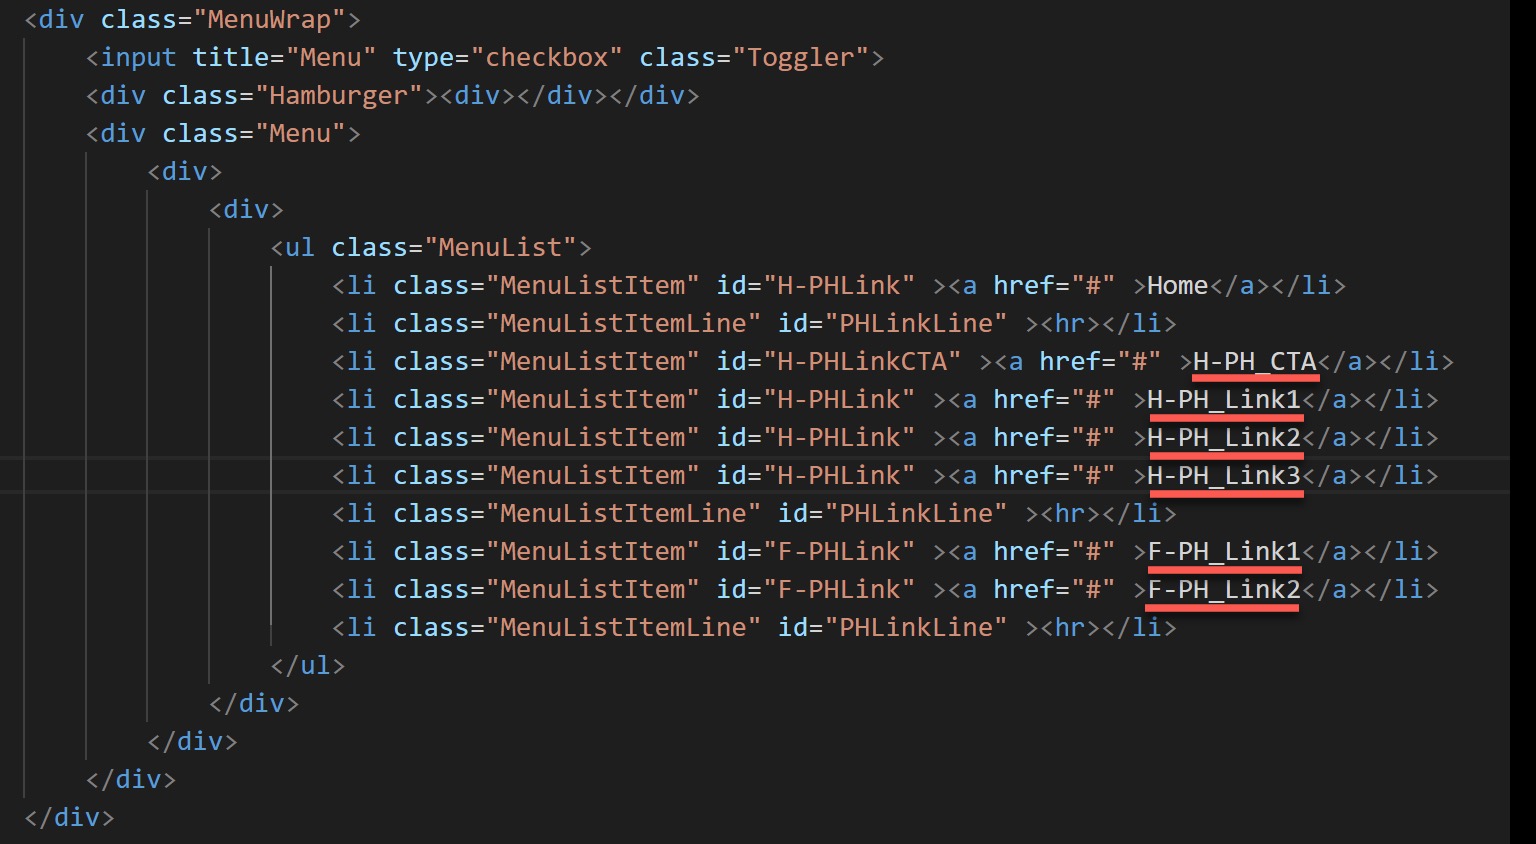 <div class="MenuWrap">
    <input title="Menu" type="checkbox" class="Toggler">
    <div class="Hamburger"><div></div></div>
    <div class="Menu">
        <div>
            <div>
                <ul class="MenuList">
                    <li class="MenuListItem" id="H-PHLink" ><a href="#" >Home</a></li>
                    <li class="MenuListItemLine" id="PHLinkLine" ><hr></li>
                    <li class="MenuListItem" id="H-PHLinkCTA" ><a href="#" >H-PH_CTA</a></li>
                    <li class="MenuListItem" id="H-PHLink" ><a href="#" >H-PH_Link1</a></li>
                    <li class="MenuListItem" id="H-PHLink" ><a href="#" >H-PH_Link2</a></li>
                    <li class="MenuListItem" id="H-PHLink" ><a href="#" >H-PH_Link3</a></li>
                    <li class="MenuListItemLine" id="PHLinkLine" ><hr></li>
                    <li class="MenuListItem" id="F-PHLink" ><a href="#" >F-PH_Link1</a></li>
                    <li class="MenuListItem" id="F-PHLink" ><a href="#" >F-PH_Link2</a></li>
                    <li class="MenuListItemLine" id="PHLinkLine" ><hr></li>
                </ul>
            </div>
        </div>
    </div>
</div>